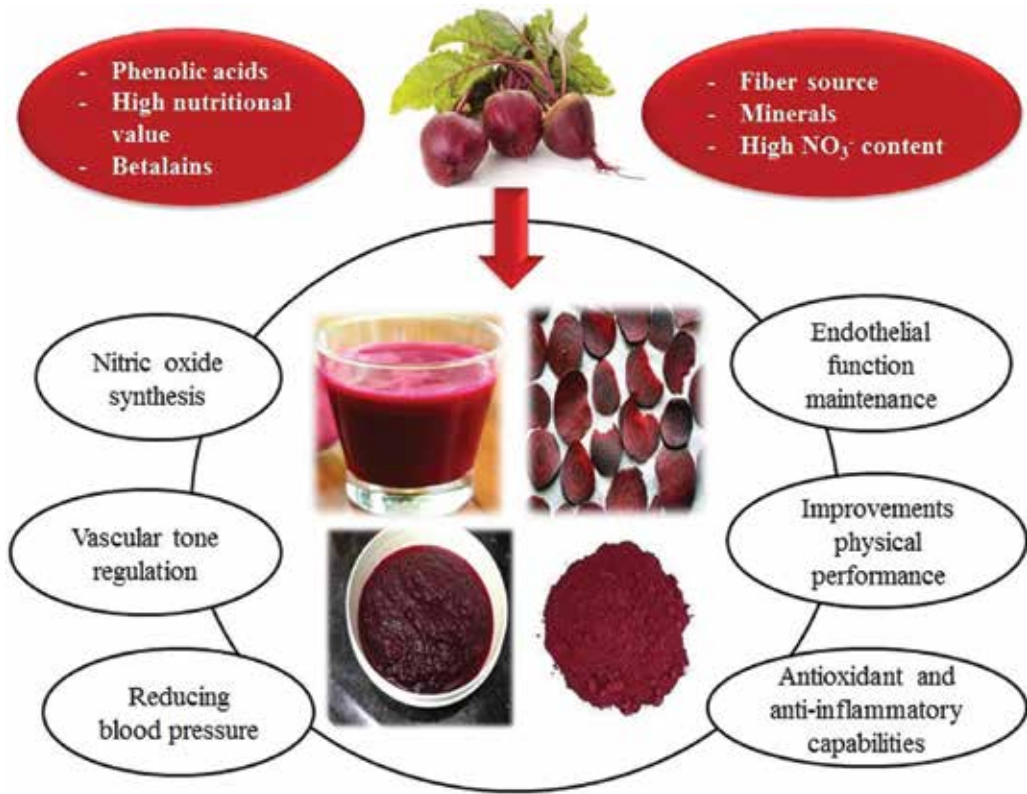 - Phenolic acids
- High nutritional
value
- Betalains
- Fiber source
- Minerals
- High NO₃⁻ content
Nitric oxide
synthesis
Vascular tone
regulation
Reducing
blood pressure
Endothelial
function
maintenance
Improvements
physical
performance
Antioxidant and
anti-inflammatory
capabilities